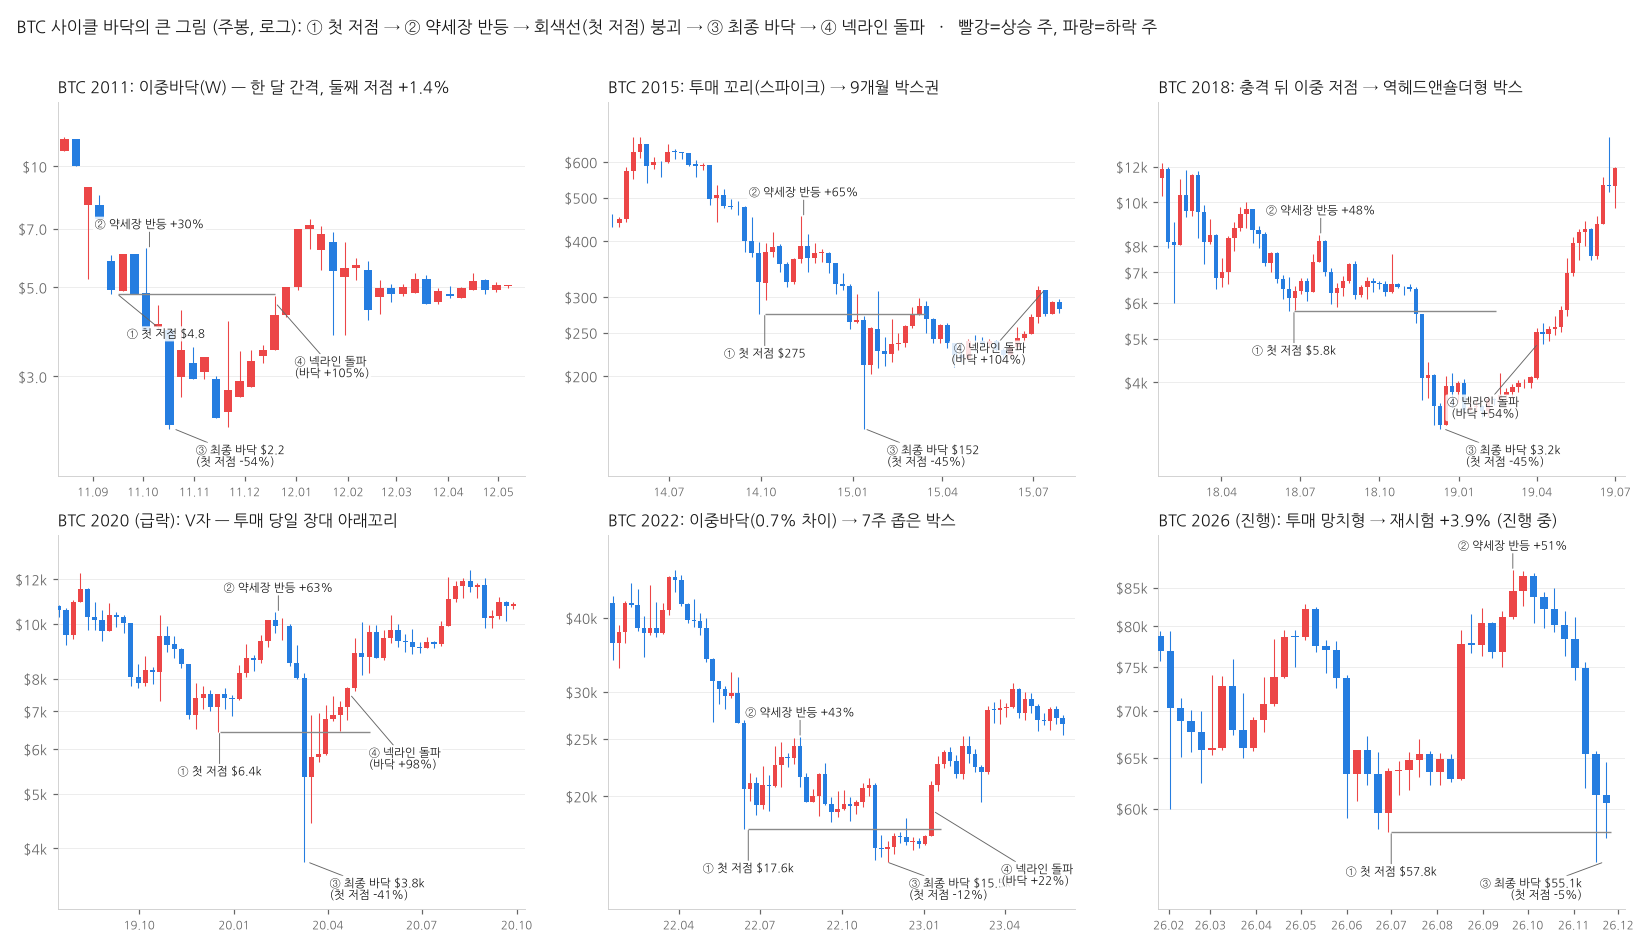 BTC 사이클 바닥의 큰 그림 (주봉, 로그): ① 첫 저점 → ② 약세장 반등 → 회색선(첫 저점) 붕괴 → ③ 최종 바닥 → ④ 넥라인 돌파 · 빨강=상승 주, 파랑=하락 주
BTC 2011: 이중바닥(W) — 한 달 간격, 둘째 저점 +1.4%
$10
$7.0
$5.0
$3.0
② 약세장 반등 +30%
① 첫 저점 $4.8
④ 넥라인 돌파
(바닥 +105%)
③ 최종 바닥 $2.2
(첫 저점 -54%)
11.09 11.10 11.11 11.12 12.01 12.02 12.03 12.04 12.05
BTC 2015: 투매 꼬리(스파이크) → 9개월 박스권
$600
$500
$400
$300
$250
$200
② 약세장 반등 +65%
① 첫 저점 $275
④ 넥라인 돌파
(바닥 +104%)
③ 최종 바닥 $152
(첫 저점 -45%)
14.07 14.10 15.01 15.04 15.07
BTC 2018: 충격 뒤 이중 저점 → 역헤드앤숄더형 박스
$12k
$10k
$8k
$7k
$6k
$5k
$4k
② 약세장 반등 +48%
① 첫 저점 $5.8k
④ 넥라인 돌파
(바닥 +54%)
③ 최종 바닥 $3.2k
(첫 저점 -45%)
18.04 18.07 18.10 19.01 19.04 19.07
BTC 2020 (급락): V자 — 투매 당일 장대 아래꼬리
$12k
$10k
$8k
$7k
$6k
$5k
$4k
② 약세장 반등 +63%
① 첫 저점 $6.4k
④ 넥라인 돌파
(바닥 +98%)
③ 최종 바닥 $3.8k
(첫 저점 -41%)
19.10 20.01 20.04 20.07 20.10
BTC 2022: 이중바닥(0.7% 차이) → 7주 좁은 박스
$40k
$30k
$25k
$20k
② 약세장 반등 +43%
① 첫 저점 $17.6k
④ 넥라인 돌파
(바닥 +22%)
③ 최종 바닥
(첫 저점 -12%)
22.04 22.07 22.10 23.01 23.04
BTC 2026 (진행): 투매 망치형 → 재시험 +3.9% (진행 중)
$85k
$80k
$75k
$70k
$65k
$60k
② 약세장 반등 +51%
① 첫 저점 $57.8k
③ 최종 바닥 $55.1k
(첫 저점 -5%)
26.02 26.03 26.04 26.05 26.06 26.07 26.08 26.09 26.10 26.11 26.12